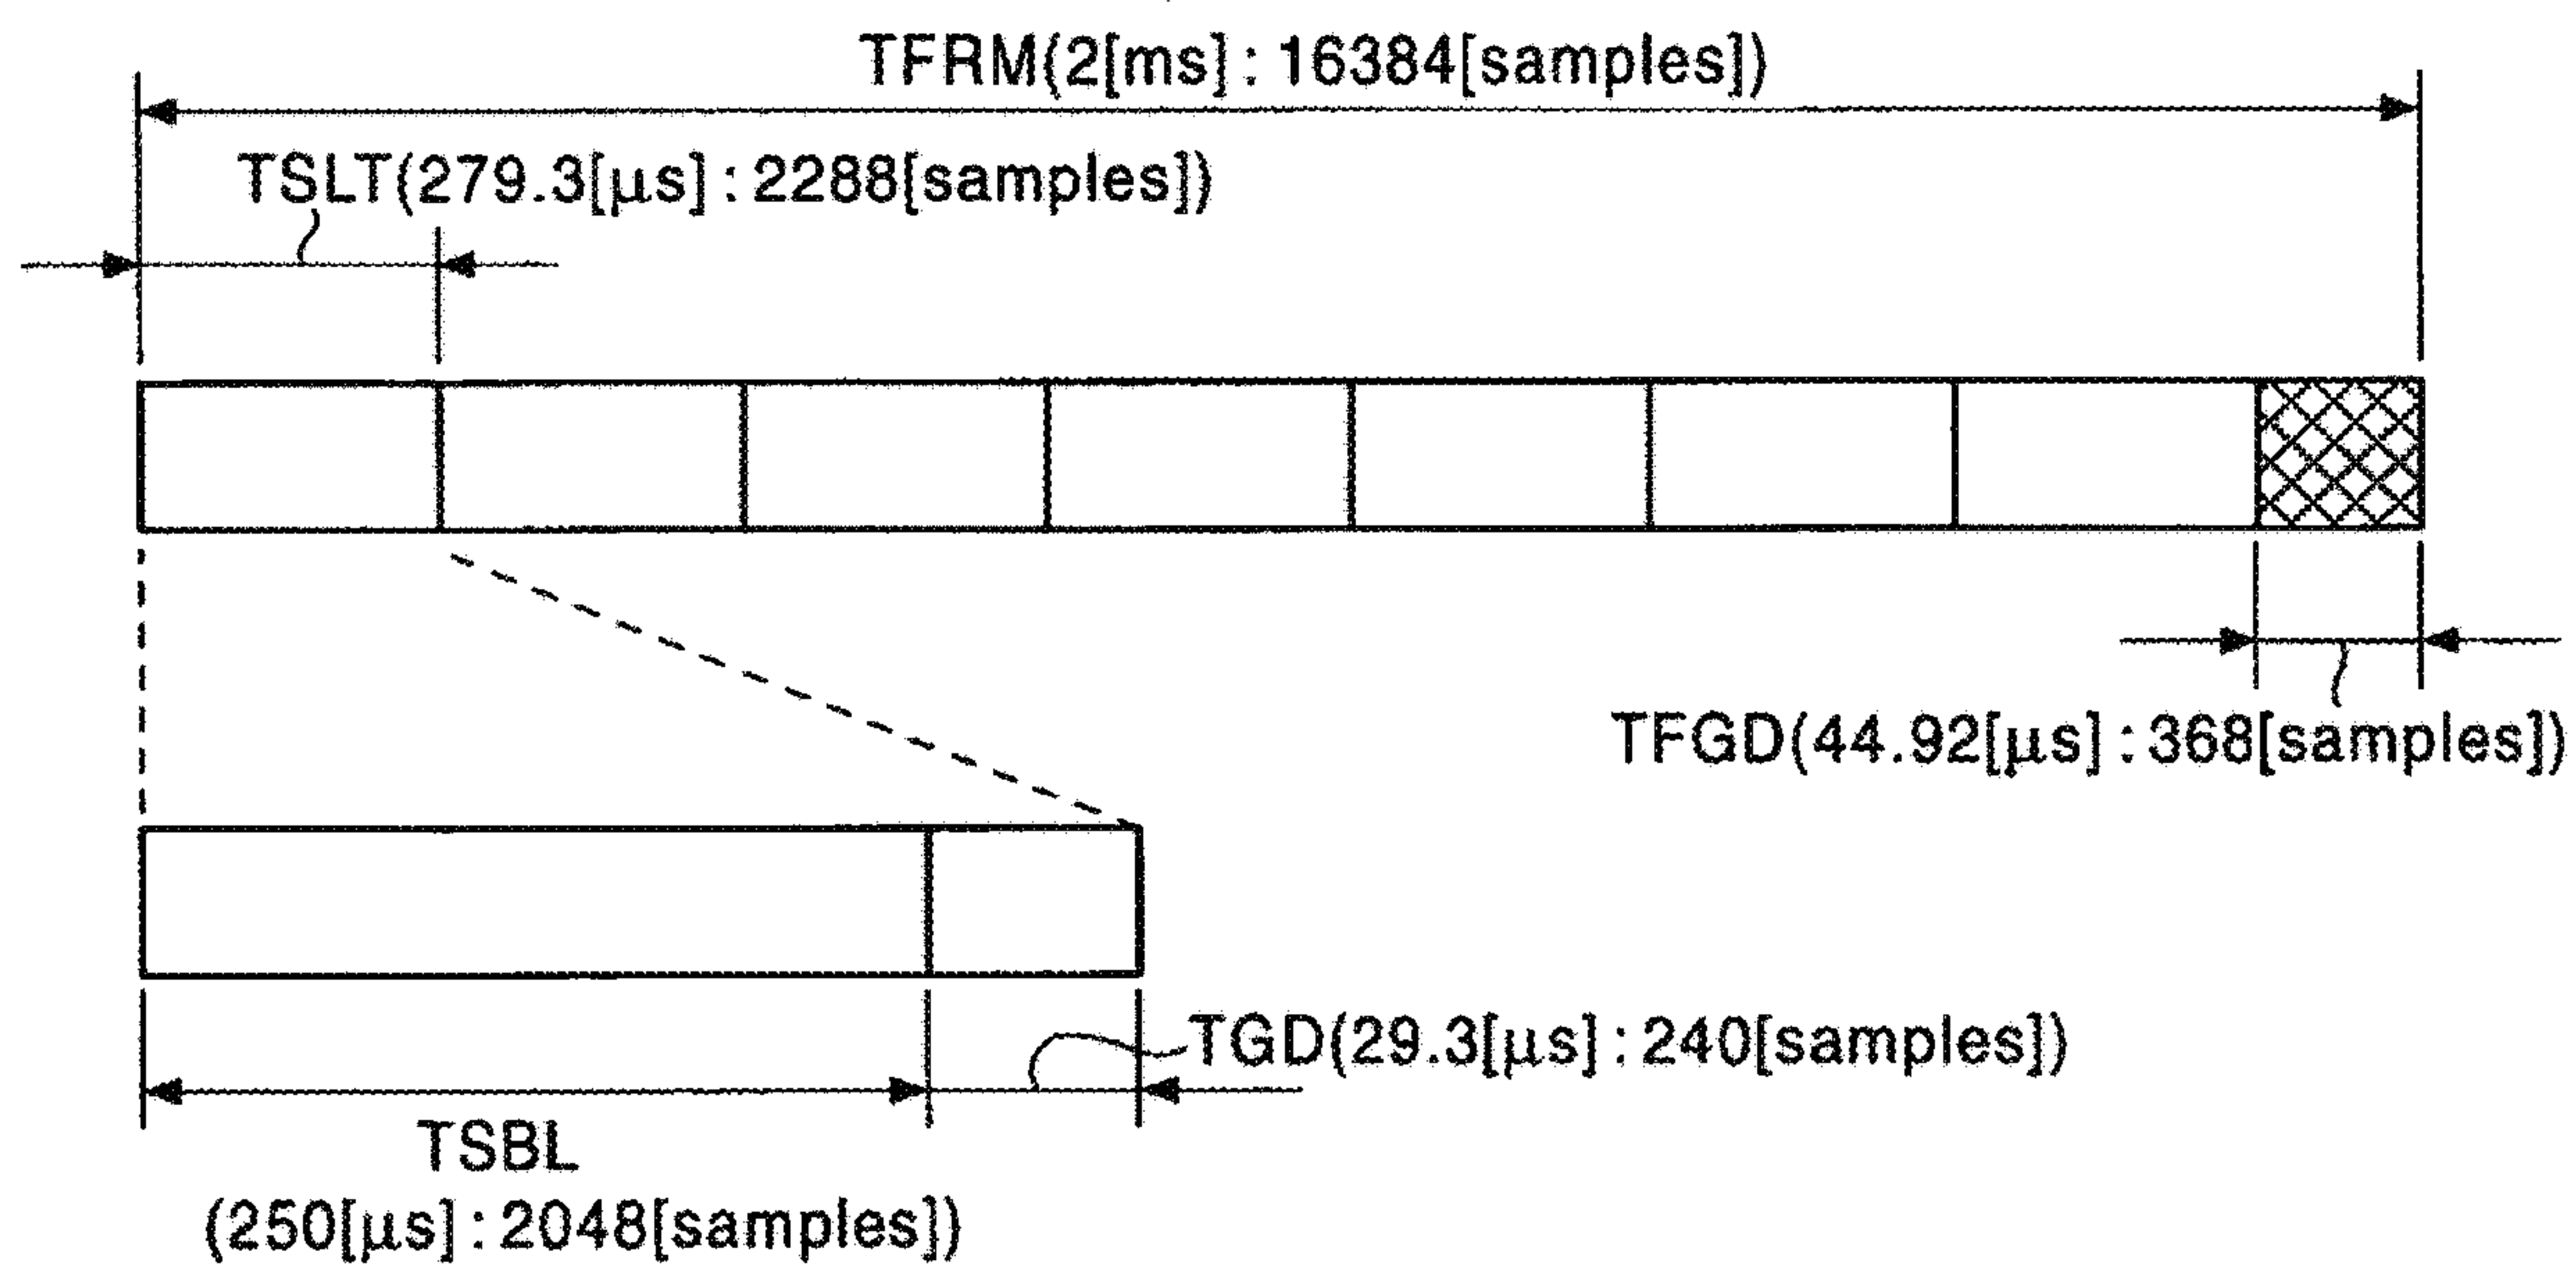 TFRM(2[ms]:16384[samples])
TSLT(279.3[µs]:2288[samples])
TFGD(44.92[µs]:368[samples])
TGD(29.3[µs]:240[samples])
TSBL
(250[µs]:2048[samples])